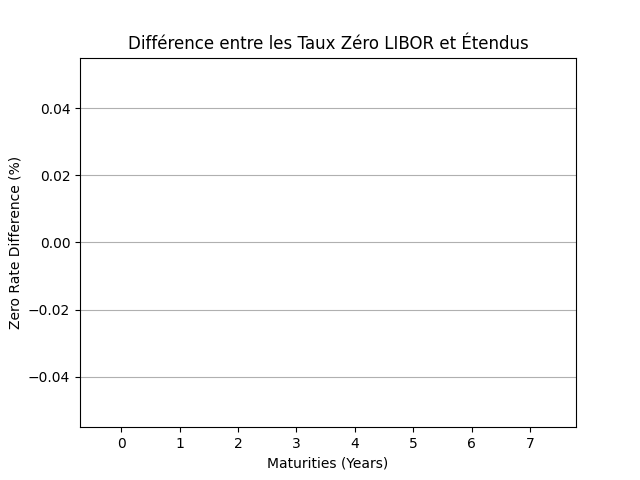 Différence entre les Taux Zéro LIBOR et Étendus
0.04
0.02
0.00
−0.02
−0.04
Zero Rate Difference (%)
0 1 2 3 4 5 6 7
Maturities (Years)